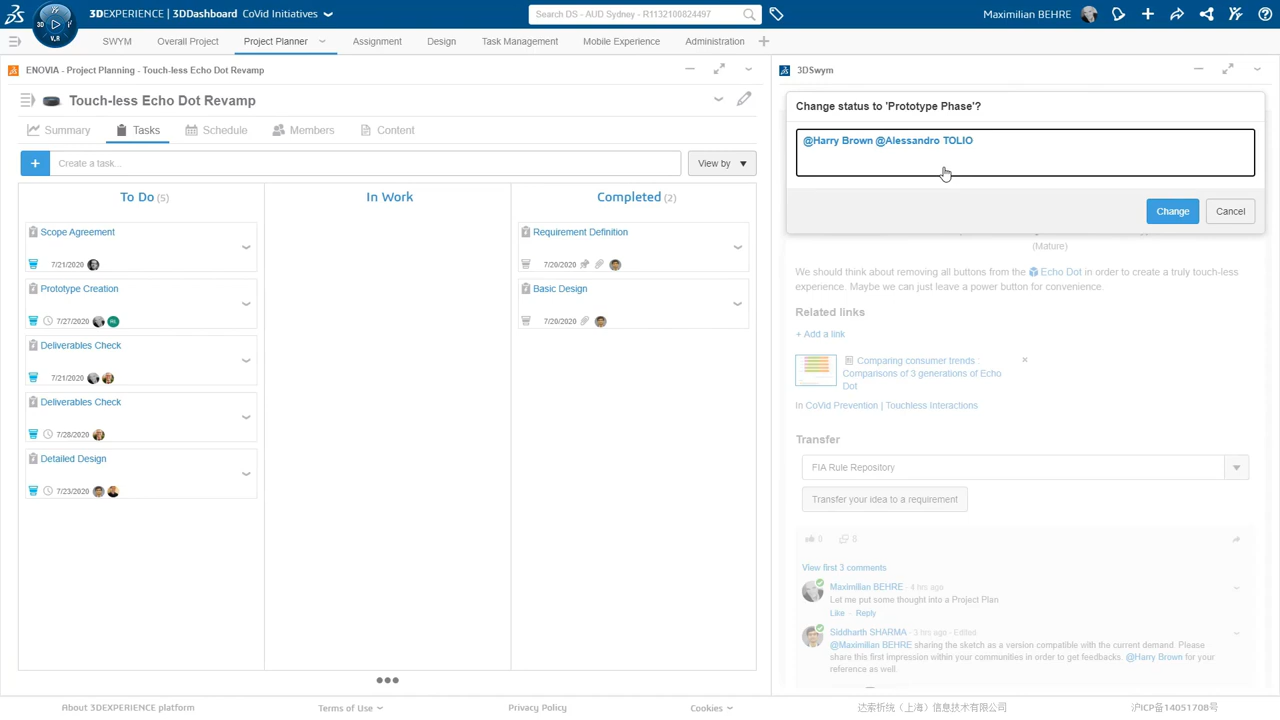 3DEXPERIENCE | 3DDashboard CoVid Initiatives
Search DS - AUD Sydney - R1132100824497
Maximilian BEHRE
3D
V.R
SWYM
Overall Project
Project Planner
Assignment
Design
Task Management
Mobile Experience
Administration
ENOVIA - Project Planning - Touch-less Echo Dot Revamp
Touch-less Echo Dot Revamp
Summary
Tasks
Schedule
Members
Content
Create a task...
View by
To Do (5)
Scope Agreement
7/21/2020
Prototype Creation
7/27/2020
Deliverables Check
7/21/2020
Deliverables Check
7/28/2020
Detailed Design
7/23/2020
In Work
Completed (2)
Requirement Definition
7/20/2020
Basic Design
7/20/2020
3DSwym
Change status to 'Prototype Phase'?
@Harry Brown @Alessandro TOLIO
Change
Cancel
(Mature)
We should think about removing all buttons from the Echo Dot in order to create a truly touch-less
experience. Maybe we can just leave a power button for convenience.
Related links
+ Add a link
Comparing consumer trends :
Comparisons of 3 generations of Echo
Dot
In CoVid Prevention | Touchless Interactions
Transfer
FIA Rule Repository
Transfer your idea to a requirement
View first 3 comments
Maximilian BEHRE - 4 hrs ago
Let me put some thought into a Project Plan
Like - Reply
Siddharth SHARMA - 3 hrs ago - Edited
@Maximilian BEHRE sharing the sketch as a version compatible with the current demand. Please
share this first impression within your communities in order to get feedbacks. @Harry Brown for your
reference as well.
About 3DEXPERIENCE platform
Terms of Use
Privacy Policy
Cookies
达索析统（上海）信息技术有限公司
沪ICP备14051708号